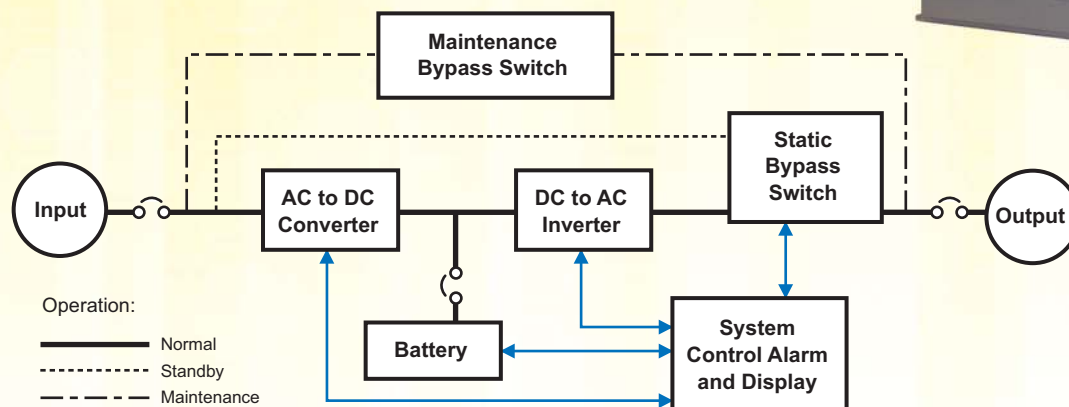 Maintenance
Bypass Switch
Static
Bypass
Switch
Input
AC to DC
Converter
DC to AC
Inverter
Output
Operation:
Normal
Standby
Maintenance
Battery
System
Control Alarm
and Display